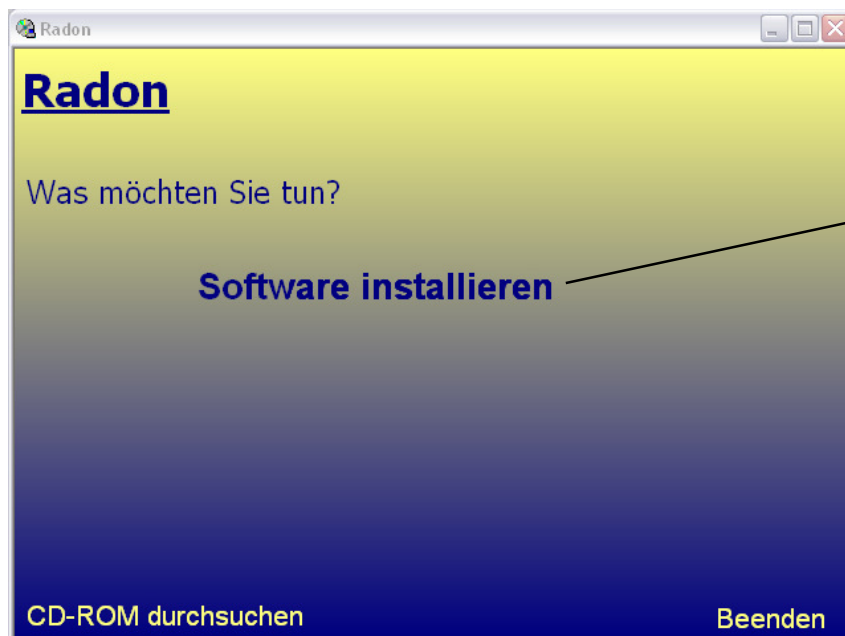 Radon
Radon
Was möchten Sie tun?
Software installieren
CD-ROM durchsuchen
Beenden